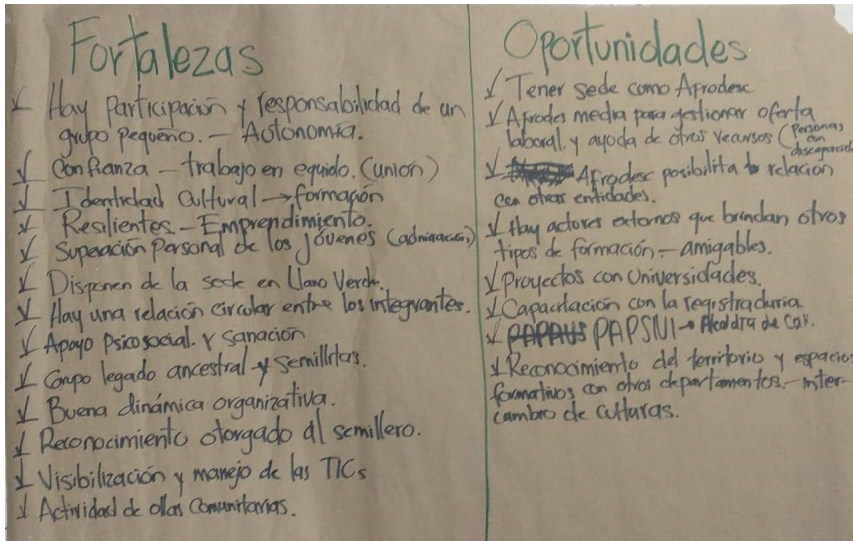 Fortalezas
✓ Hay Participación y responsabilidad de un
grupo pequeño. - Autonomía.
✓ Confianza - trabajo en equido. (unión)
✓ Identidad Cultural → formación
✓ Resilientes. - Emprendimiento.
✓ Superación Personal de los jóvenes (admiración)
✓ Disponen de la sede en Llano Verde.
✓ Hay una relación circular entre los integrantes.
✓ Apoyo Psicosocial. y sanación
✓ Grupo legado ancestral y semillitas.
✓ Buena dinámica organizativa.
✓ Reconocimiento otorgado al semillero.
✓ Visibilización y manejo de las TICs
✓ Actividad de ollas Comunitarias.
Oportunidades
✓ Tener sede como Afrodesc
✓ Afrodes media para gestionar oferta
laboral. y ayuda de otros recursos (Personas
con
discapacid
✓ Afrodesc posibilita relación
con otras entidades.
✓ Hay actores externos que brindan otros
tipos de formación - amigables.
✓ Proyectos con Universidades.
✓ Capacitación con la registraduria.
✓ PAPSIVI → Alcaldía de Cali.
✓ Reconocimiento del territorio y espacios
formativos con otros departamentos. - inter-
cambio de culturas.